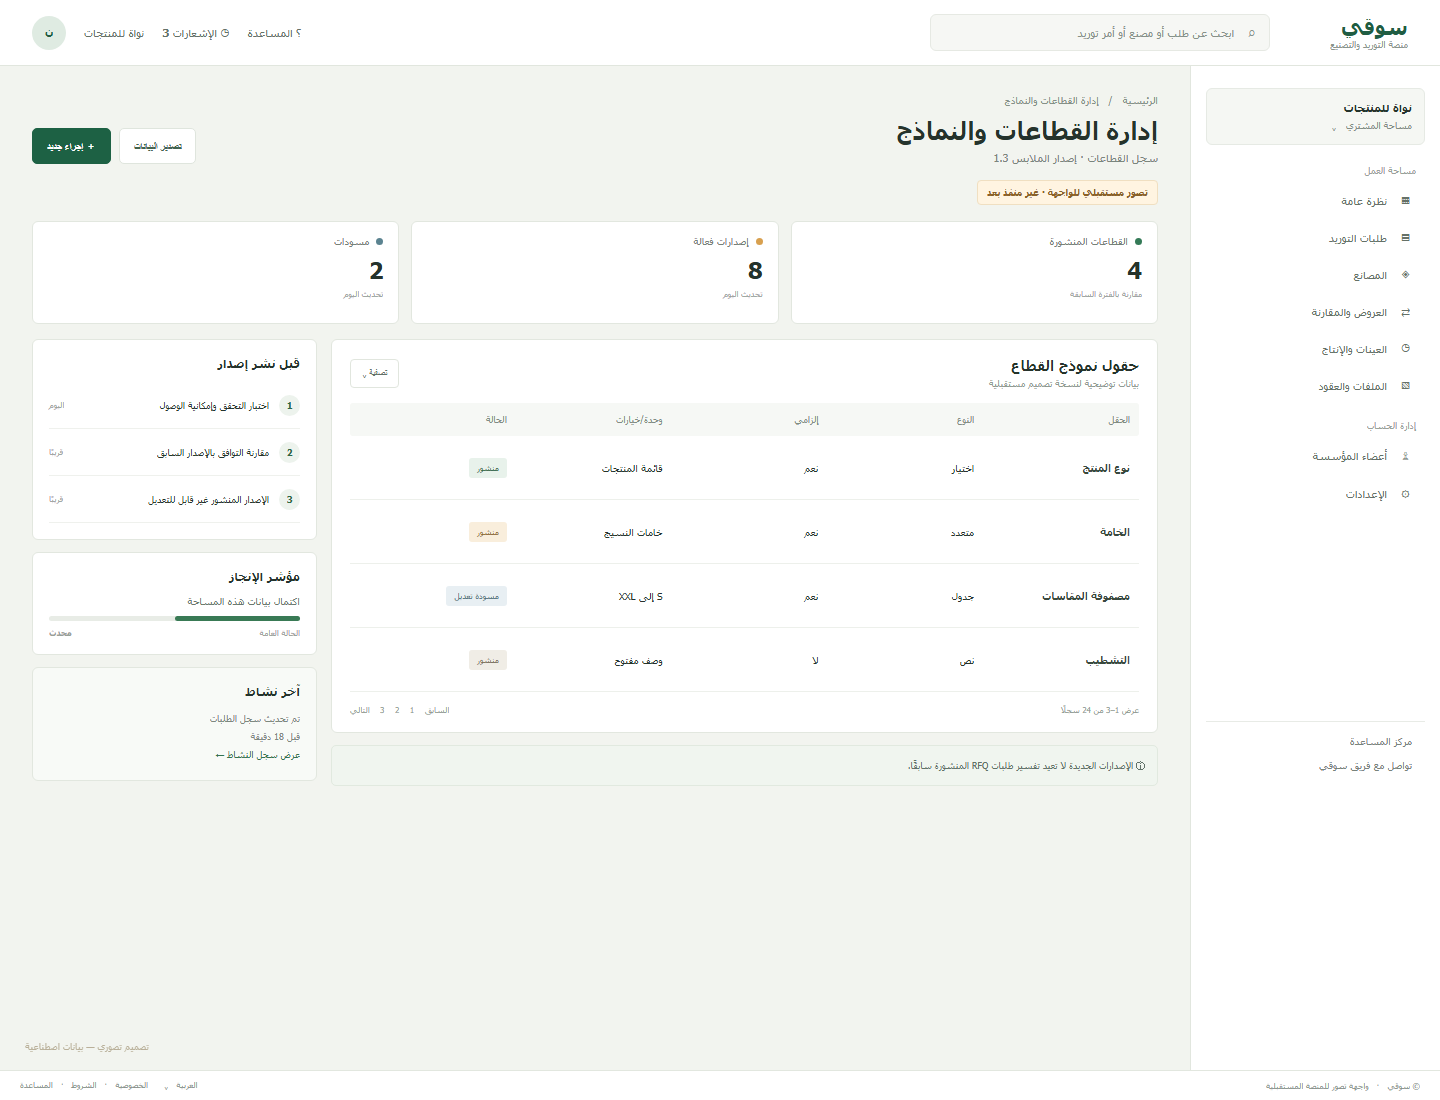 سوقي
منصة التوريد والتصنيع
ابحث عن طلب أو مصنع أو أمر توريد
؟ المساعدة
الإشعارات 3
نواة للمنتجات
ن
نواة للمنتجات
مساحة المشتري
مساحة العمل
نظرة عامة
طلبات التوريد
المصانع
العروض والمقارنة
العينات والإنتاج
الملفات والعقود
إدارة الحساب
أعضاء المؤسسة
الإعدادات
مركز المساعدة
تواصل مع فريق سوقي
الرئيسية / إدارة القطاعات والنماذج
إدارة القطاعات والنماذج
سجل القطاعات · إصدار الملابس 1.3
تصور مستقبلي للواجهة · غير منفذ بعد
تصدير البيانات
+ إجراء جديد
القطاعات المنشورة
4
مقارنة بالفترة السابقة
إصدارات فعالة
8
تحديث اليوم
مسودات
2
تحديث اليوم
حقول نموذج القطاع
بيانات توضيحية لنسخة تصميم مستقبلية
تصفية
الحقل النوع إلزامي وحدة/خيارات الحالة
نوع المنتج اختيار نعم قائمة المنتجات منشور
الخامة متعدد نعم خامات النسيج منشور
مصفوفة المقاسات جدول نعم S إلى XXL مسودة تعديل
التشطيب نص لا وصف مفتوح منشور
عرض 1–3 من 24 سجلًا
السابق 1 2 3 التالي
الإصدارات الجديدة لا تعيد تفسير طلبات RFQ المنشورة سابقًا.
قبل نشر إصدار
1 اختبار التحقق وإمكانية الوصول اليوم
2 مقارنة التوافق بالإصدار السابق قريبًا
3 الإصدار المنشور غير قابل للتعديل قريبًا
مؤشر الإنجاز
اكتمال بيانات هذه المساحة
الحالة العامة محدث
آخر نشاط
تم تحديث سجل الطلبات
قبل 18 دقيقة
عرض سجل النشاط ←
تصميم تصوري — بيانات اصطناعية
© سوقي · واجهة تصور للمنصة المستقبلية
العربية الخصوصية · الشروط · المساعدة